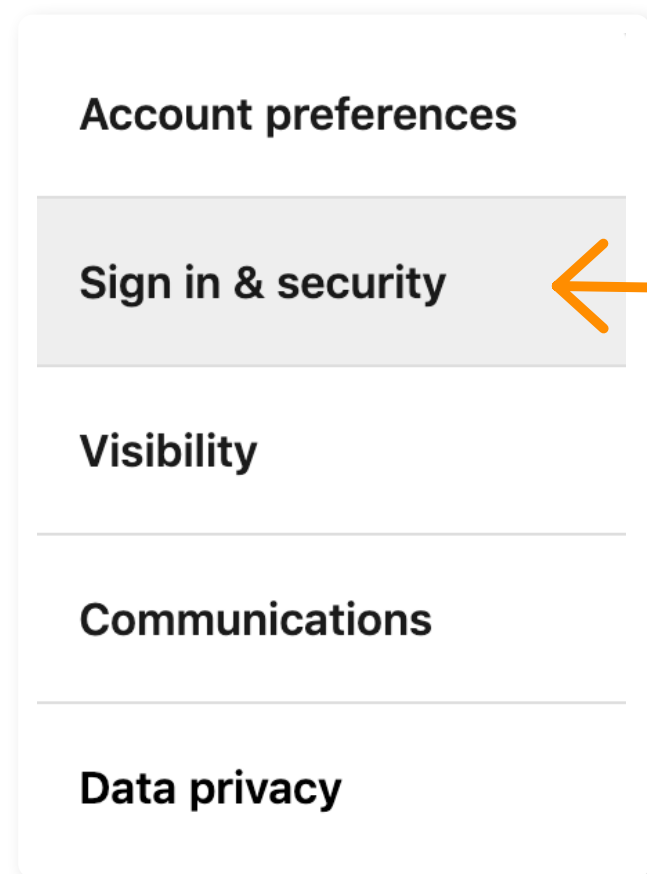 Account preferences
Sign in & security
Visibility
Communications
Data privacy